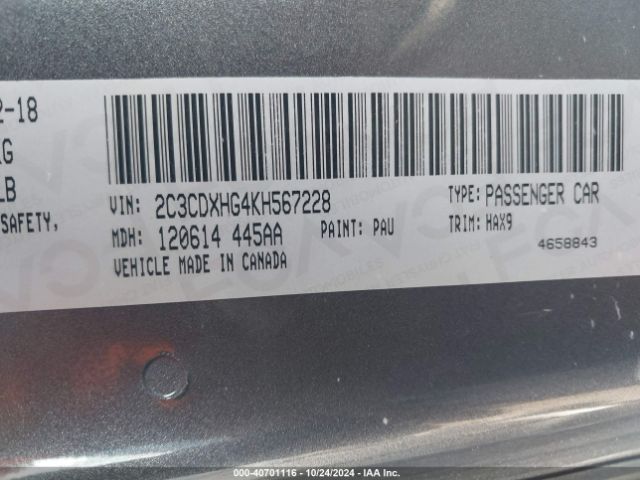 2-18
KG
LB
SAFETY,
VIN: 2C3CDXHG4KH567228
TYPE: PASSENGER CAR
MDH: 120614 445AA
PAINT: PAU
TRIM: HAX9
VEHICLE MADE IN CANADA
4658843
000-40701116 - 10/24/2024 - IAA Inc.